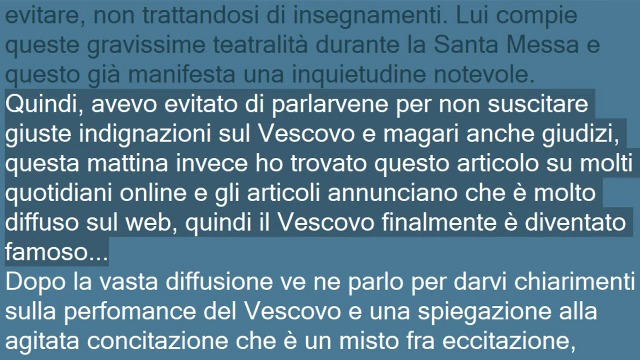 evitare, non trattandosi di insegnamenti. Lui compie
queste gravissime teatralità durante la Santa Messa e
questo già manifesta una inquietudine notevole.
Quindi, avevo evitato di parlarvene per non suscitare
giuste indignazioni sul Vescovo e magari anche giudizi,
questa mattina invece ho trovato questo articolo su molti
quotidiani online e gli articoli annunciano che è molto
diffuso sul web, quindi il Vescovo finalmente è diventato
famoso...
Dopo la vasta diffusione ve ne parlo per darvi chiarimenti
sulla perfomance del Vescovo e una spiegazione alla
agitata concitazione che è un misto fra eccitazione,